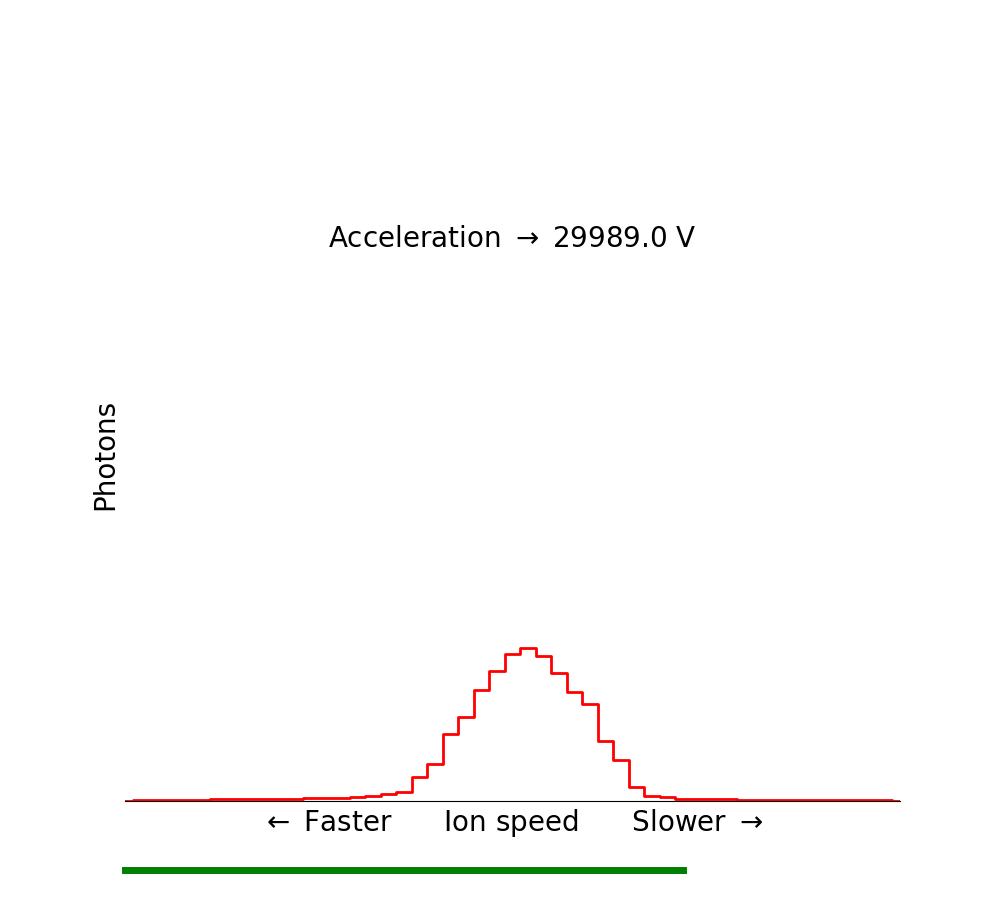 Acceleration → 29989.0 V
Photons
← Faster Ion speed Slower →